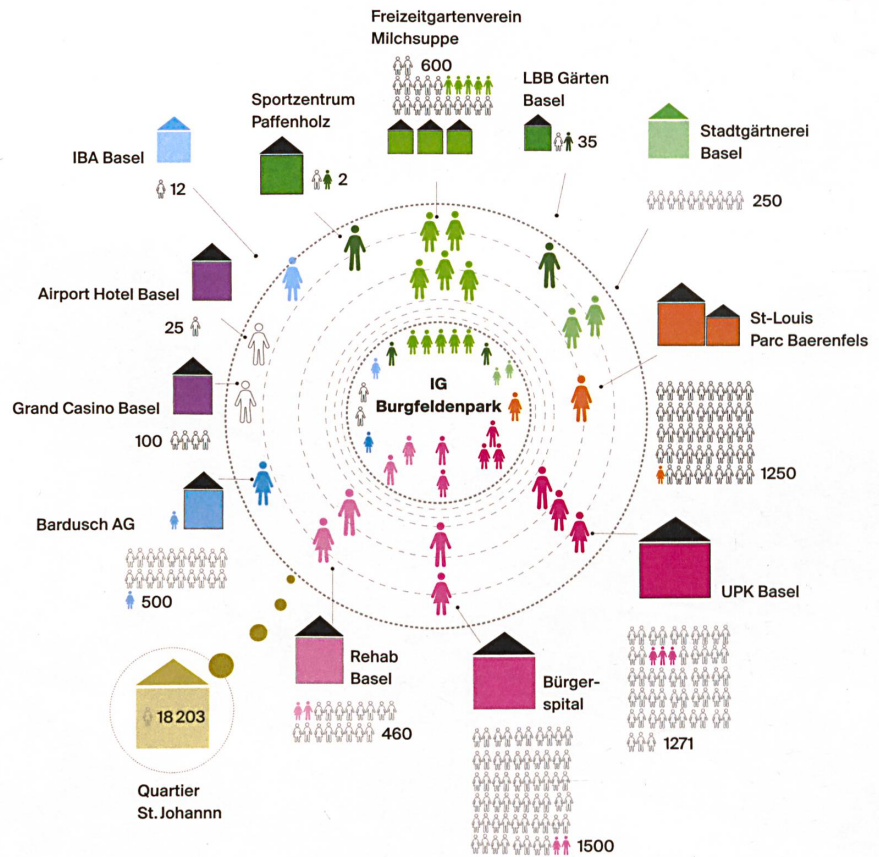 Freizeitgartenverein
Milchsuppe
600
LBB Gärten
Basel
35
Sportzentrum
Paffenholz
2
Stadtgärtnerei
Basel
250
IBA Basel
12
Airport Hotel Basel
25
St-Louis
Parc Baerenfels
1250
IG
Burgfeldenpark
Grand Casino Basel
100
Bardusch AG
500
UPK Basel
1271
Rehab
Basel
460
Bürger-
spital
1500
18 203
Quartier
St. Johannn